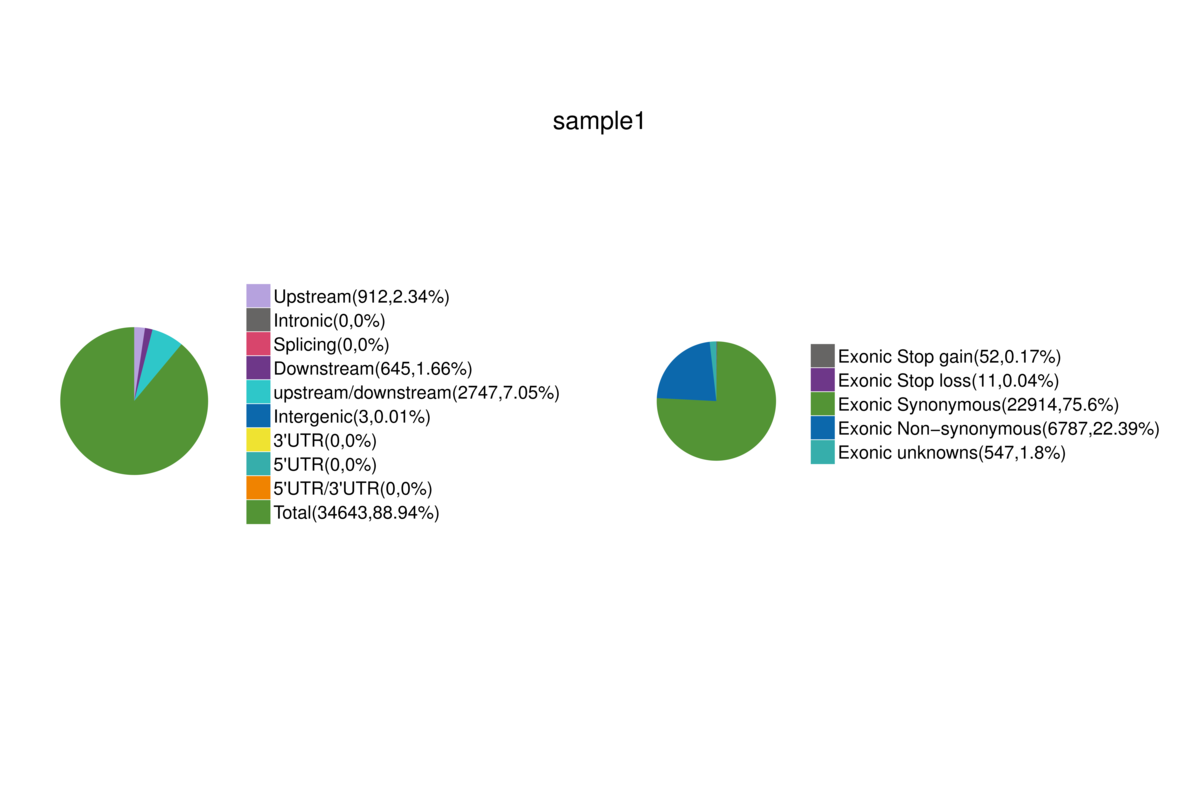 sample1
Upstream(912,2.34%)
Intronic(0,0%)
Splicing(0,0%)
Downstream(645,1.66%)
upstream/downstream(2747,7.05%)
Intergenic(3,0.01%)
3'UTR(0,0%)
5'UTR(0,0%)
5'UTR/3'UTR(0,0%)
Total(34643,88.94%)
Exonic Stop gain(52,0.17%)
Exonic Stop loss(11,0.04%)
Exonic Synonymous(22914,75.6%)
Exonic Non−synonymous(6787,22.39%)
Exonic unknowns(547,1.8%)